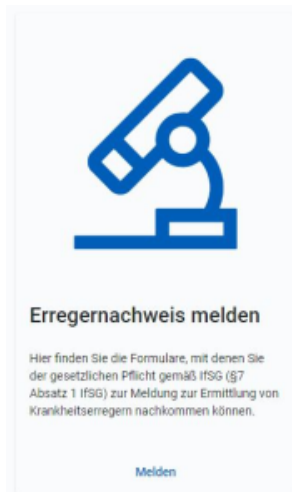 Erregernachweis melden
Hier finden Sie die Formulare, mit denen Sie
der gesetzlichen Pflicht gemäß IfSG (§7
Absatz 1 IfSG) zur Meldung zur Ermittlung von
Krankheitserregern nachkommen können.
Melden